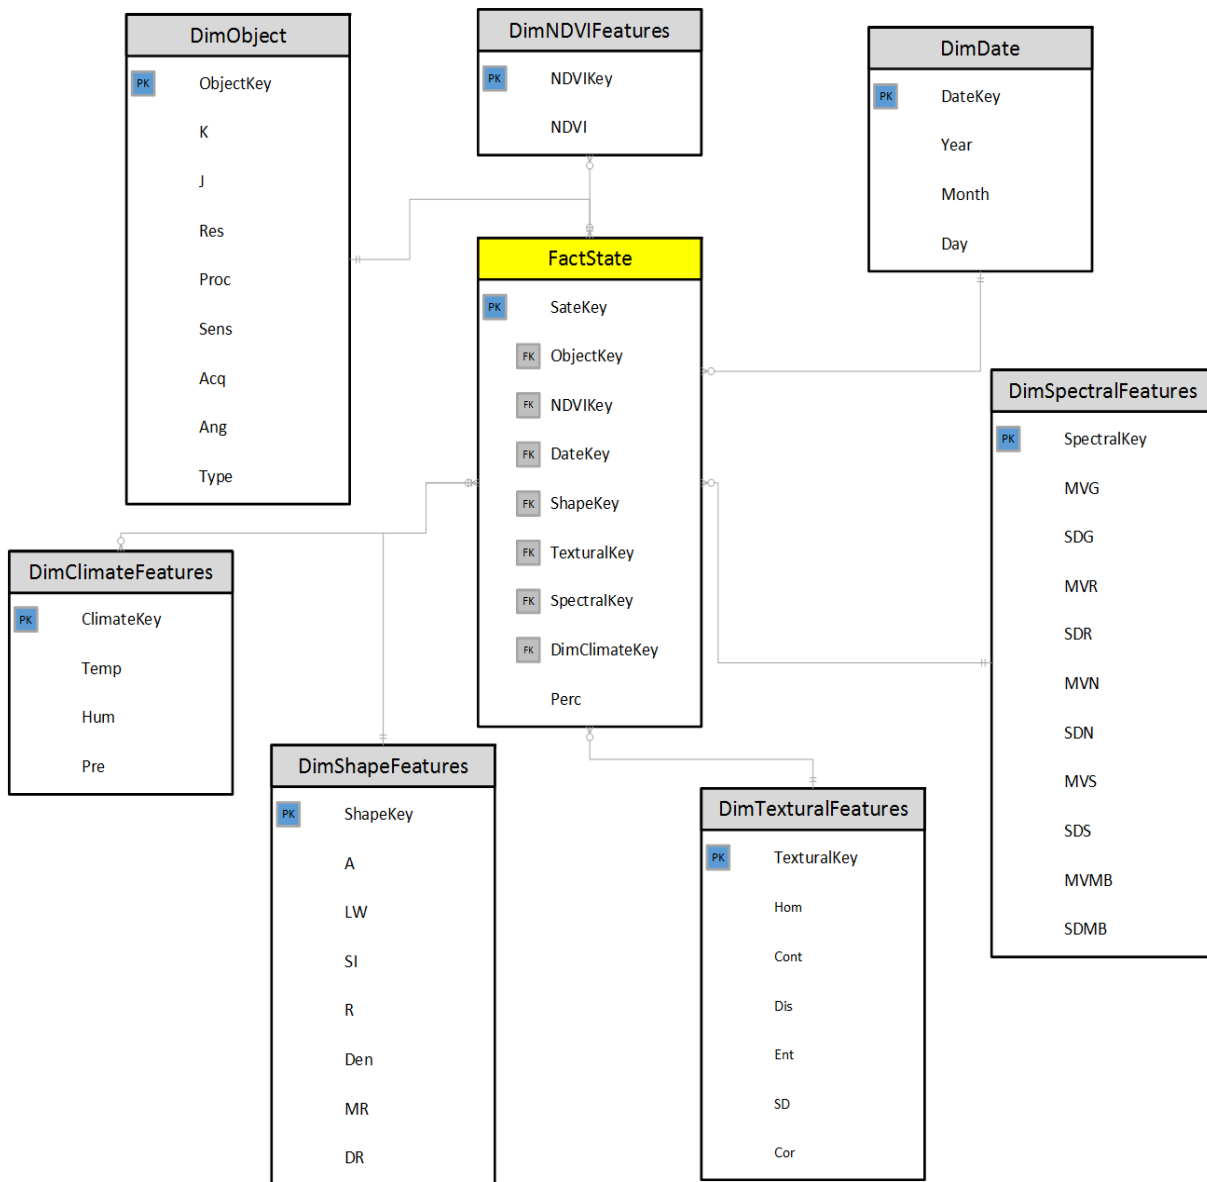 DimObject
PK ObjectKey
K
J
Res
Proc
Sens
Acq
Ang
Type
DimNDVIFeatures
PK NDVIKey
NDVI
DimDate
PK DateKey
Year
Month
Day
FactState
PK SateKey
FK ObjectKey
FK NDVIKey
FK DateKey
FK ShapeKey
FK TexturalKey
FK SpectralKey
FK DimClimateKey
Perc
DimSpectralFeatures
PK SpectralKey
MVG
SDG
MVR
SDR
MVN
SDN
MVS
SDS
MVMB
SDMB
DimClimateFeatures
PK ClimateKey
Temp
Hum
Pre
DimShapeFeatures
PK ShapeKey
A
LW
SI
R
Den
MR
DR
DimTexturalFeatures
PK TexturalKey
Hom
Cont
Dis
Ent
SD
Cor